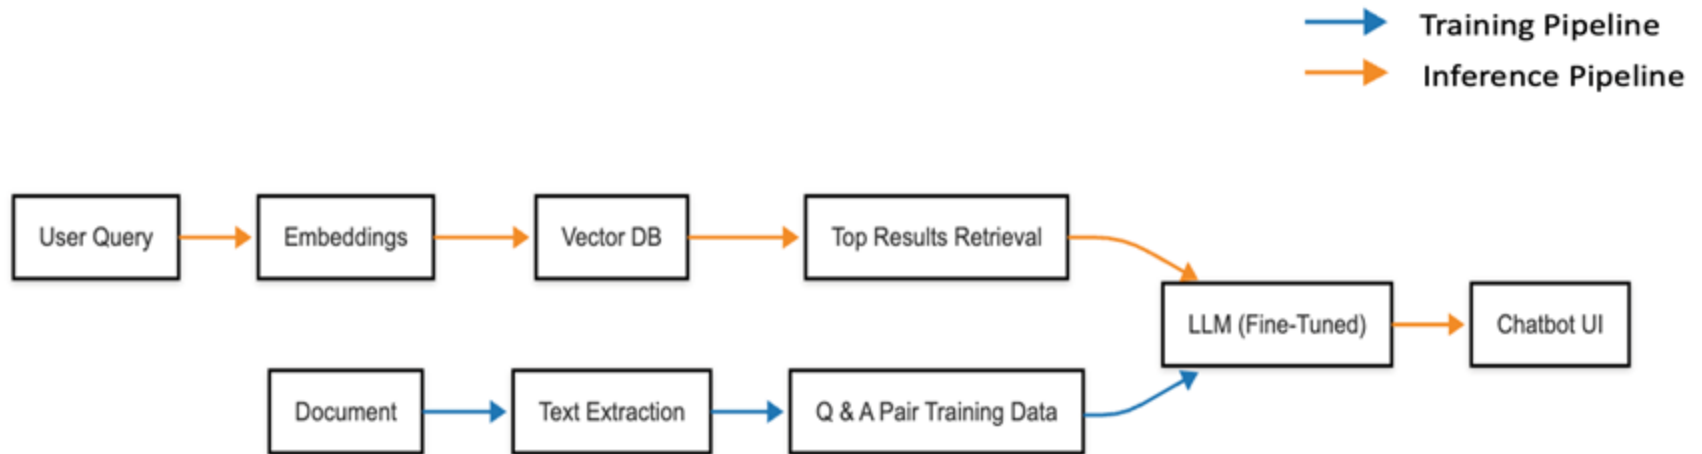 Training Pipeline
Inference Pipeline
User Query
Embeddings
Vector DB
Top Results Retrieval
LLM (Fine-Tuned)
Chatbot UI
Document
Text Extraction
Q & A Pair Training Data